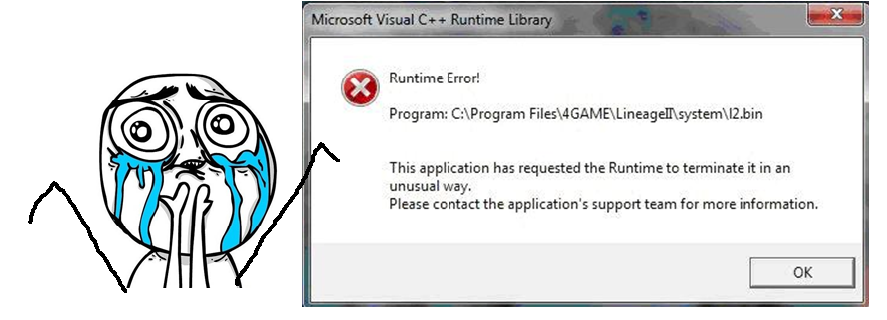 Microsoft Visual C++ Runtime Library
Runtime Error!
Program: C:\Program Files\4GAME\LineageII\system\l2.bin
This application has requested the Runtime to terminate it in an
unusual way.
Please contact the application's support team for more information.
OK